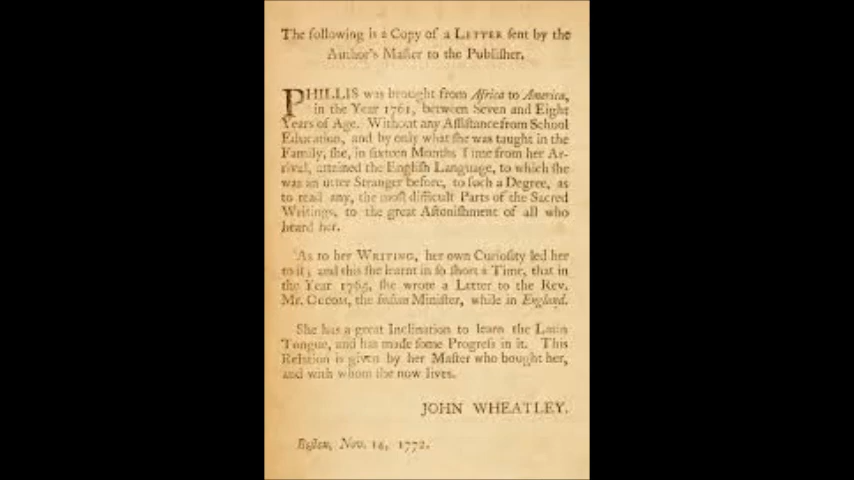 The following is a Copy of a LETTER ſent by the
Author's Maſter to the Publiſher.
PHILLIS was brought from Africa to America,
in the Year 1761, between Seven and Eight
Years of Age. Without any Aſſiſtance from School
Education, and by only what ſhe was taught in the
Family, ſhe, in ſixteen Months Time from her Ar-
rival, attained the Engliſh Language, to which ſhe
was an utter Stranger before, to ſuch a Degree, as
to read any, the moſt difficult Parts of the Sacred
Writings, to the great Aſtoniſhment of all who
heard her.
As to her WRITING, her own Curioſity led her
to it; and this ſhe learnt in ſo ſhort a Time, that in
the Year 1765, ſhe wrote a Letter to the Rev.
Mr. OCCOM, the Indian Miniſter, while in England.
She has a great Inclination to learn the Latin
Tongue, and has made ſome Progreſs in it. This
Relation is given by her Maſter who bought her,
and with whom ſhe now lives.
JOHN WHEATLEY.
Boſton, Nov. 14, 1772.